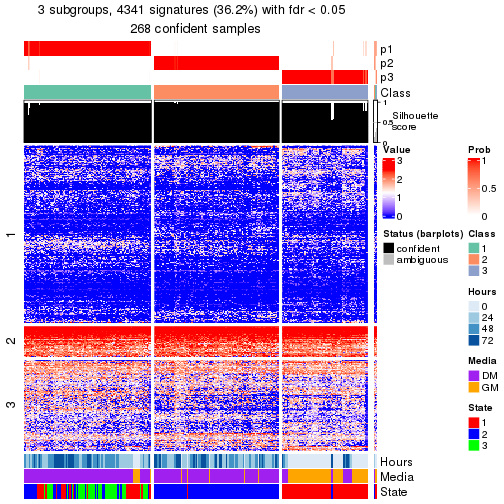 3 subgroups, 4341 signatures (36.2%) with fdr < 0.05
268 confident samples
p1
p2
p3
Class
1
0.5
0
Silhouette
score
1
2
3
Hours
Media
State
Value
3
2
1
0
Prob
1
0.5
0
Status (barplots)
confident
ambiguous
Class
1
2
3
Hours
0
24
48
72
Media
DM
GM
State
1
2
3